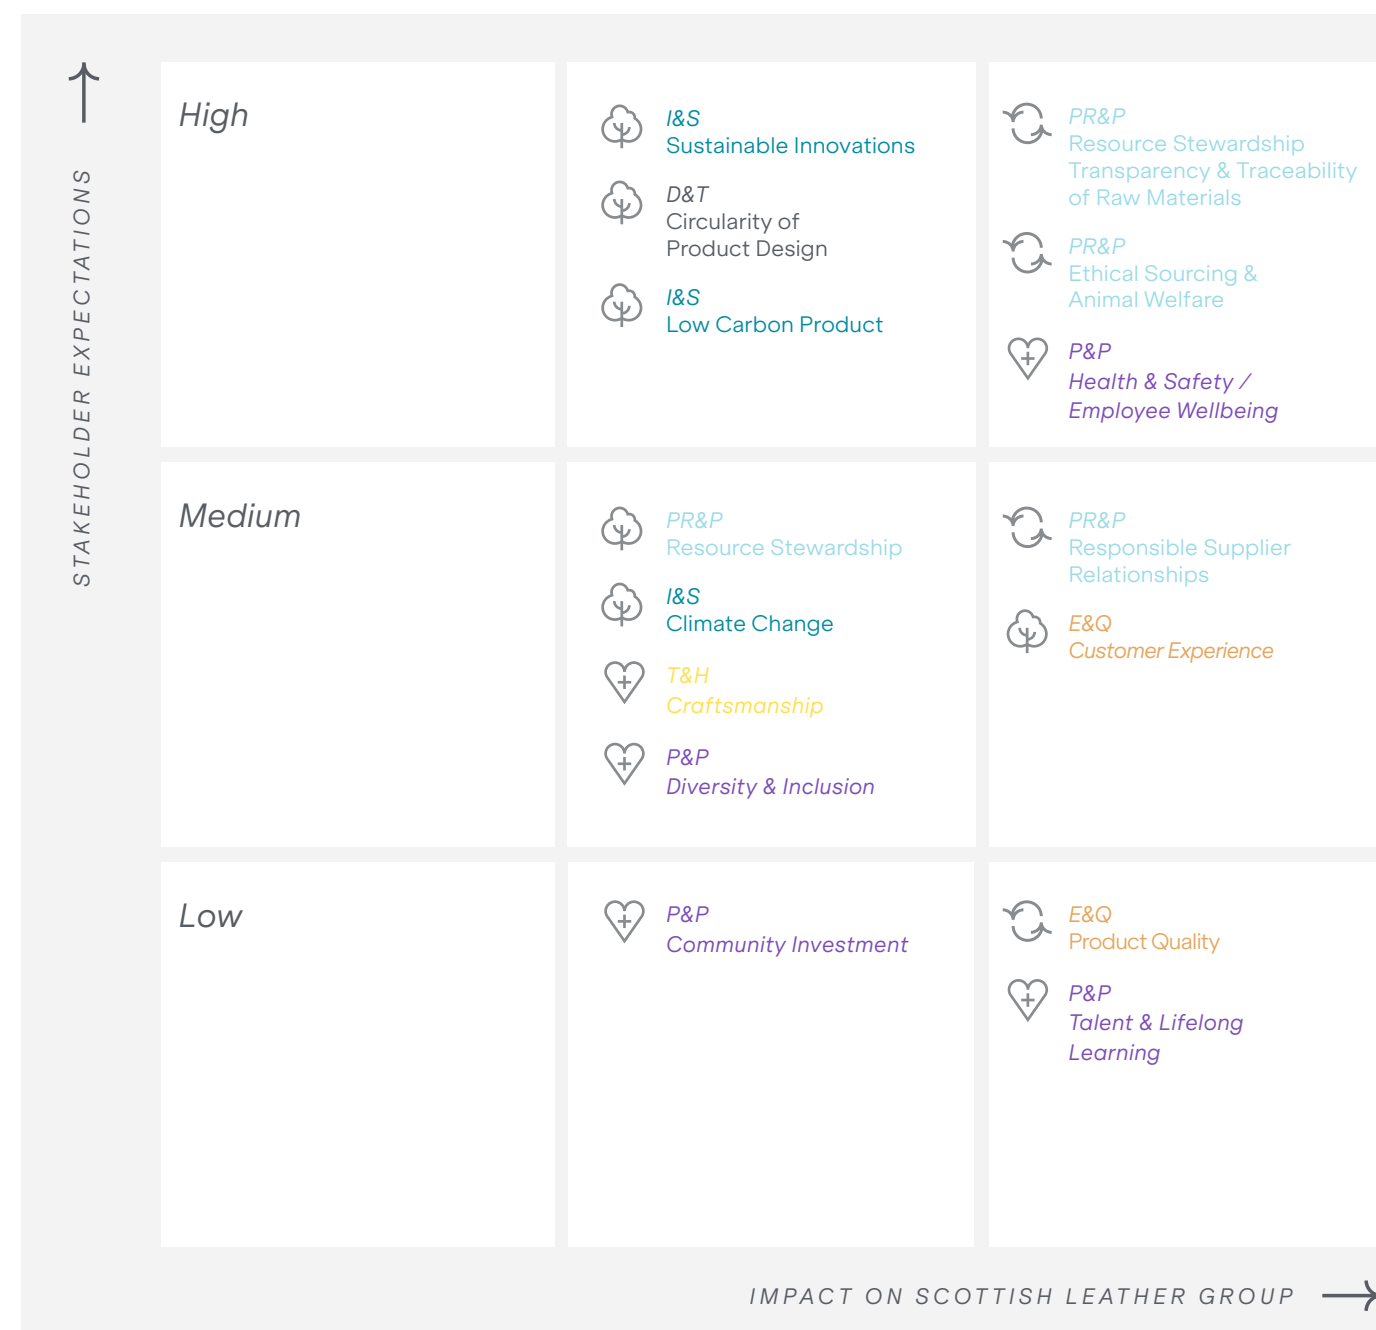 STAKEHOLDER EXPECTATIONS
High
I&S
Sustainable Innovations
D&T
Circularity of
Product Design
I&S
Low Carbon Product
PR&P
Resource Stewardship
Transparency & Traceability
of Raw Materials
PR&P
Ethical Sourcing &
Animal Welfare
P&P
Health & Safety /
Employee Wellbeing
Medium
PR&P
Resource Stewardship
I&S
Climate Change
T&H
Craftsmanship
P&P
Diversity & Inclusion
PR&P
Responsible Supplier
Relationships
E&Q
Customer Experience
Low
P&P
Community Investment
E&Q
Product Quality
P&P
Talent & Lifelong
Learning
IMPACT ON SCOTTISH LEATHER GROUP